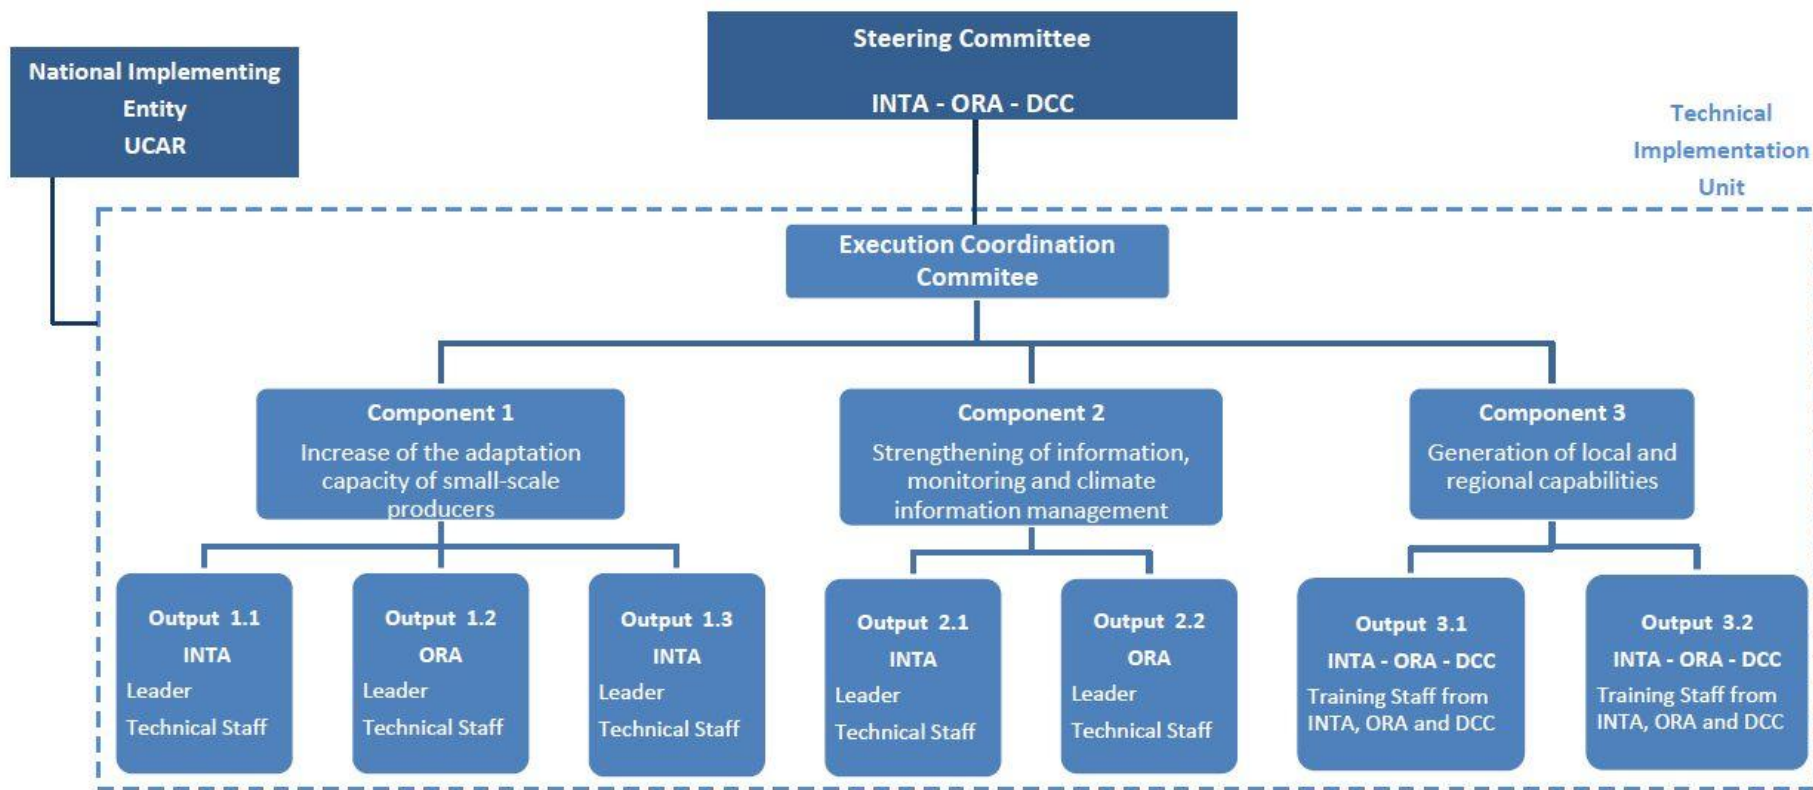 Steering Committee
INTA - ORA - DCC
National Implementing
Entity
UCAR
Technical
Implementation
Unit
Execution Coordination
Commitee
Component 1
Increase of the adaptation
capacity of small-scale
producers
Component 2
Strengthening of information,
monitoring and climate
information management
Component 3
Generation of local and
regional capabilities
Output 1.1
INTA
Leader
Technical Staff
Output 1.2
ORA
Leader
Technical Staff
Output 1.3
INTA
Leader
Technical Staff
Output 2.1
INTA
Leader
Technical Staff
Output 2.2
ORA
Leader
Technical Staff
Output 3.1
INTA - ORA - DCC
Training Staff from
INTA, ORA and DCC
Output 3.2
INTA - ORA - DCC
Training Staff from
INTA, ORA and DCC